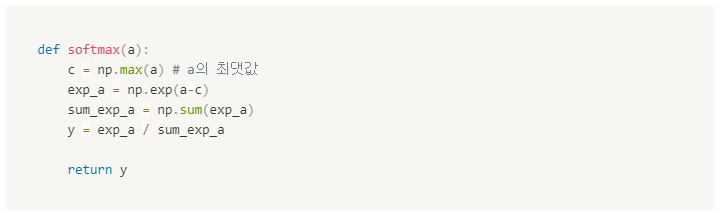 def softmax(a):
    c = np.max(a) # a의 최댓값
    exp_a = np.exp(a-c)
    sum_exp_a = np.sum(exp_a)
    y = exp_a / sum_exp_a
    return y